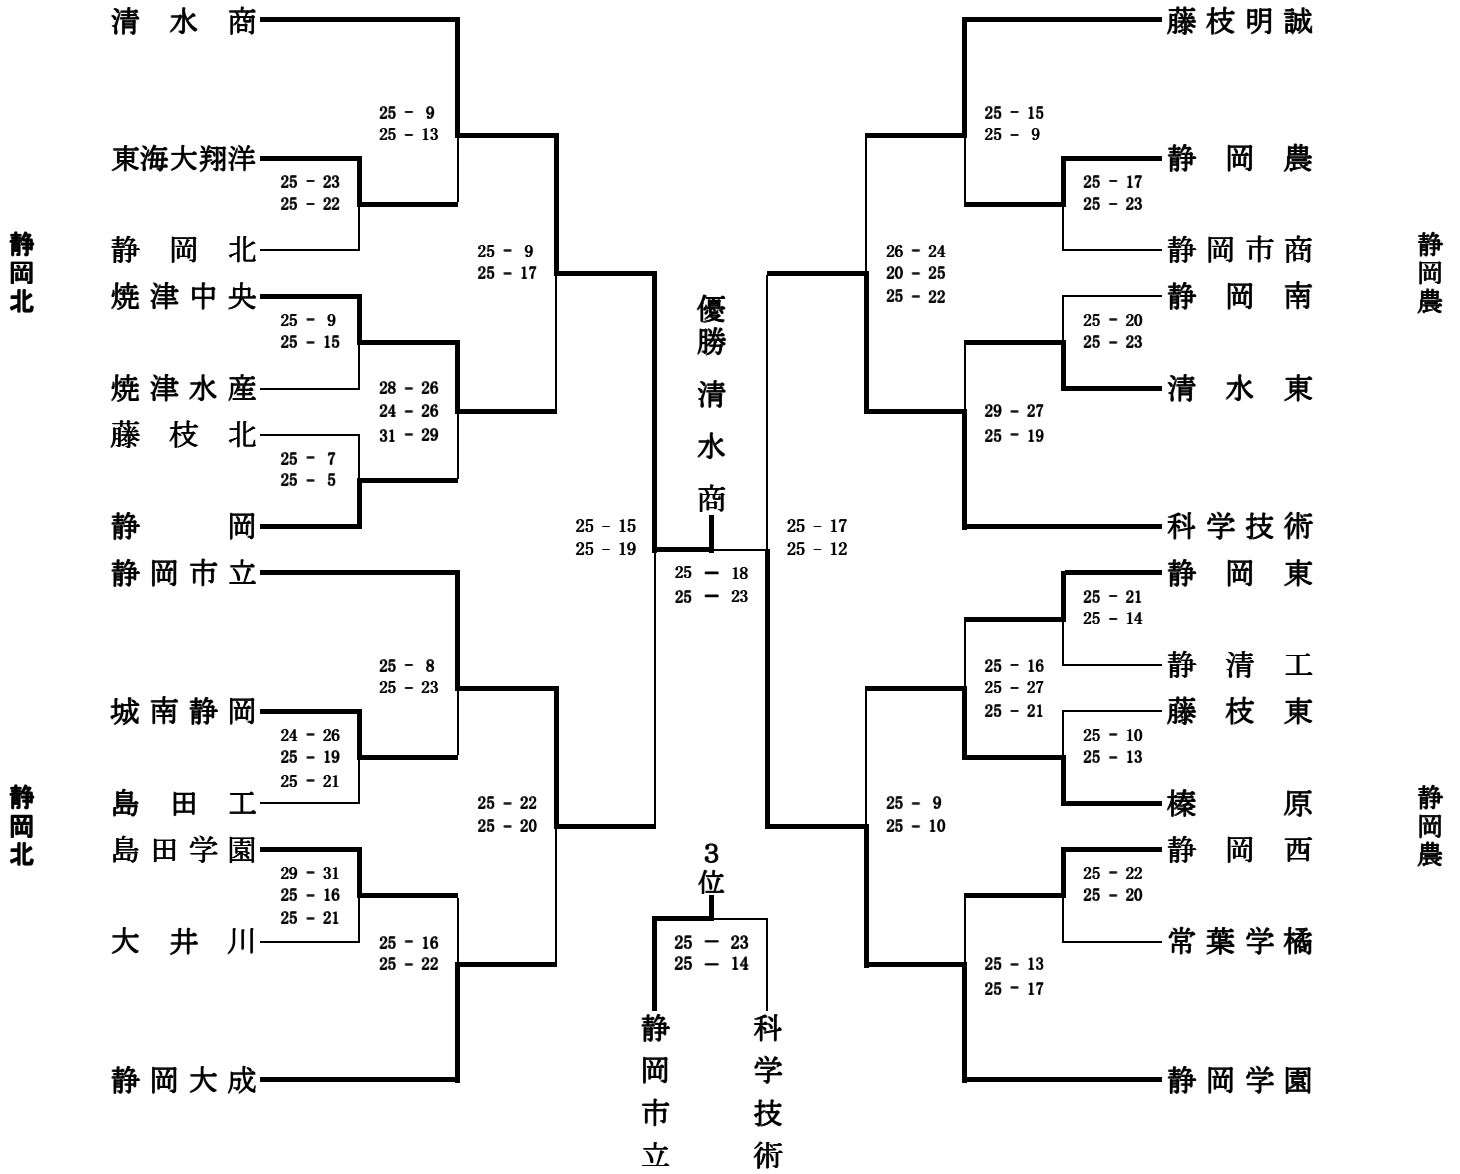 清水商
25 - 9
25 - 13
東海大翔洋
25 - 23
25 - 22
静岡北
静岡北
25 - 9
25 - 17
焼津中央
25 - 9
25 - 15
焼津水産
28 - 26
24 - 26
31 - 29
藤枝北
25 - 7
25 - 5
静岡
静岡市立
25 - 15
25 - 19
25 - 8
25 - 23
城南静岡
24 - 26
25 - 19
25 - 21
島田工
静岡北
25 - 22
25 - 20
島田学園
29 - 31
25 - 16
25 - 21
大井川
25 - 16
25 - 22
静岡大成
優勝 清水商
25 － 18
25 － 23
3位
25 － 23
25 － 14
静岡市立
科学技術
藤枝明誠
25 - 15
25 - 9
静岡農
25 - 17
25 - 23
静岡市商
静岡農
26 - 24
20 - 25
25 - 22
静岡南
25 - 20
25 - 23
清水東
29 - 27
25 - 19
科学技術
25 - 17
25 - 12
静岡東
25 - 21
25 - 14
静清工
25 - 16
25 - 27
25 - 21
藤枝東
25 - 10
25 - 13
榛原
静岡農
25 - 9
25 - 10
静岡西
25 - 22
25 - 20
常葉学橘
25 - 13
25 - 17
静岡学園